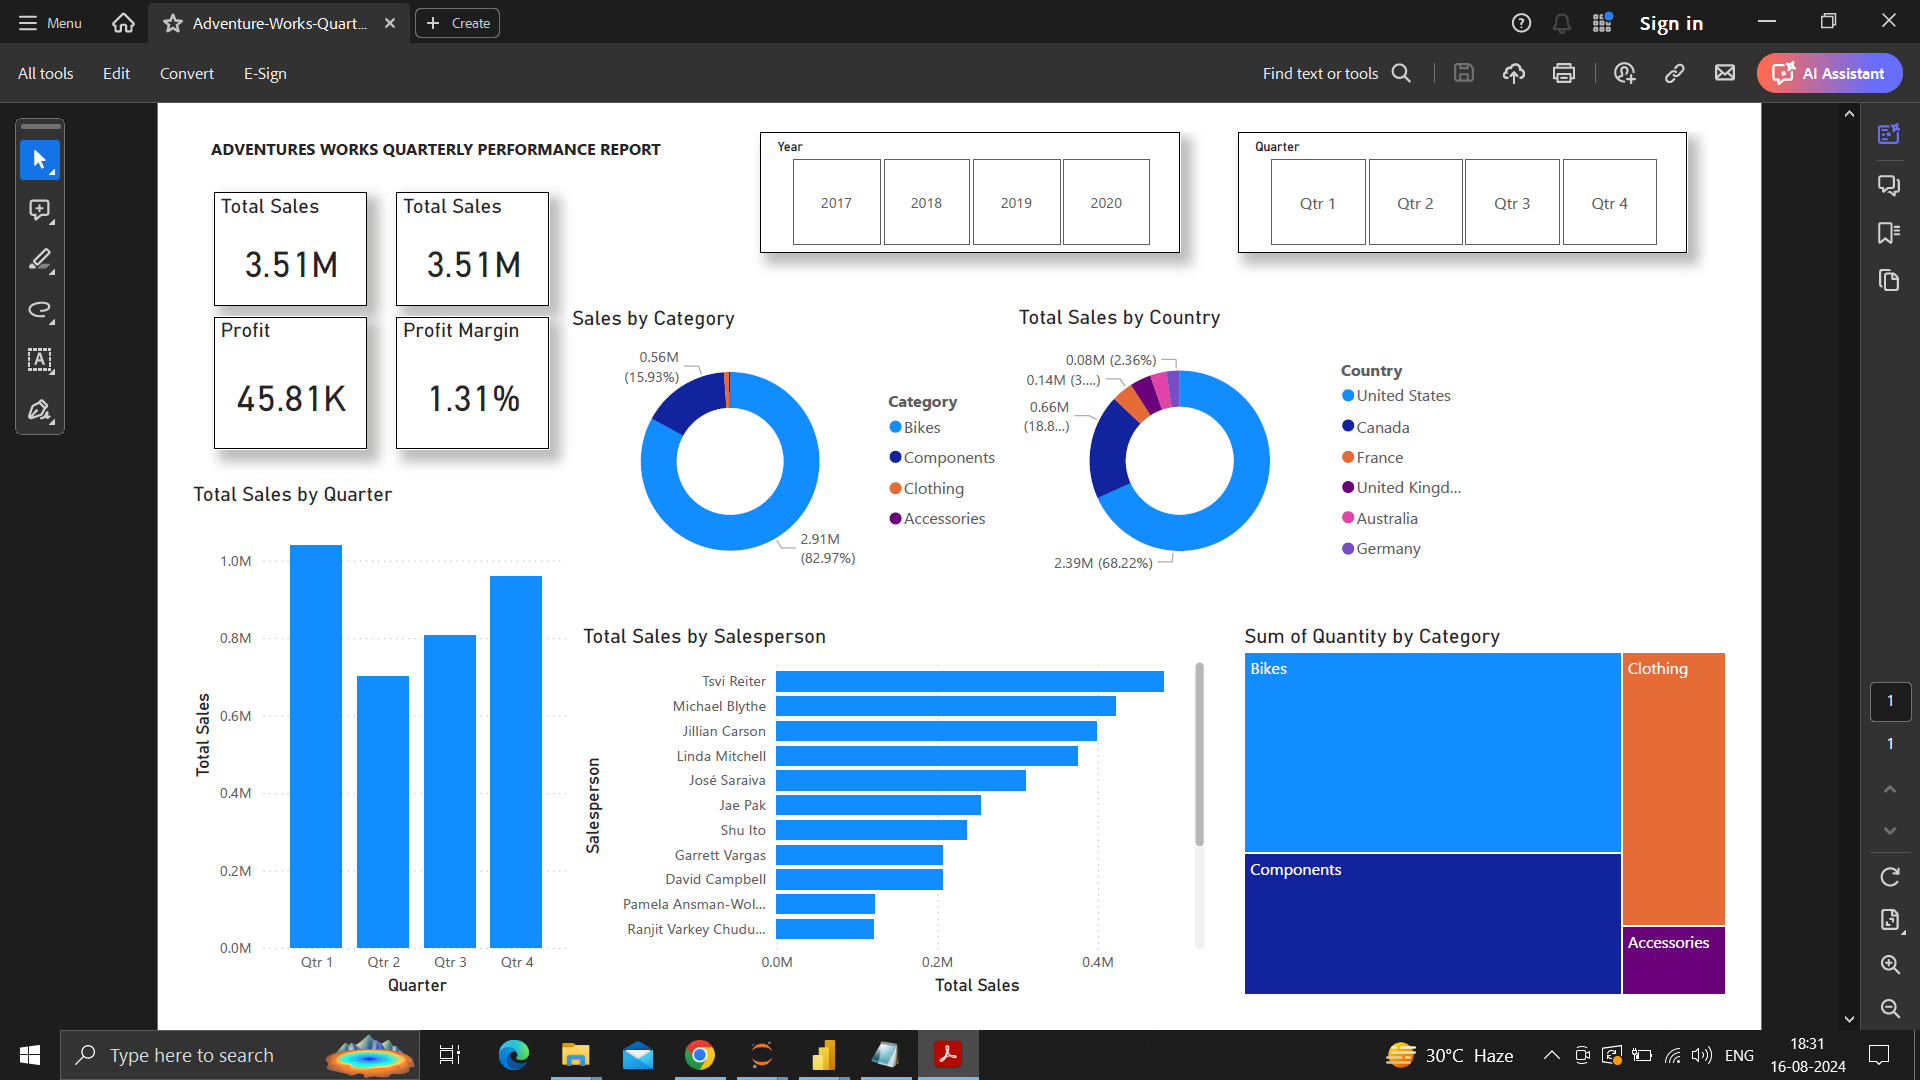 Menu
Adventure-Works-Quart...
Create
Sign in
All tools
Edit
Convert
E-Sign
Find text or tools
AI Assistant
ADVENTURES WORKS QUARTERLY PERFORMANCE REPORT
Year
2017
2018
2019
2020
Quarter
Qtr 1
Qtr 2
Qtr 3
Qtr 4
Total Sales
3.51M
Total Sales
3.51M
Profit
45.81K
Profit Margin
1.31%
Sales by Category
0.56M
(15.93%)
2.91M
(82.97%)
Category
Bikes
Components
Clothing
Accessories
Total Sales by Country
0.08M (2.36%)
0.14M (3....)
0.66M
(18.8...)
2.39M (68.22%)
Country
United States
Canada
France
United Kingd...
Australia
Germany
Total Sales by Quarter
Total Sales
1.0M
0.8M
0.6M
0.4M
0.2M
0.0M
Qtr 1
Qtr 2
Qtr 3
Qtr 4
Quarter
Total Sales by Salesperson
Salesperson
Tsvi Reiter
Michael Blythe
Jillian Carson
Linda Mitchell
José Saraiva
Jae Pak
Shu Ito
Garrett Vargas
David Campbell
Pamela Ansman-Wol...
Ranjit Varkey Chudu...
0.0M
0.2M
0.4M
Total Sales
Sum of Quantity by Category
Bikes
Clothing
Components
Accessories
1
1
Type here to search
30°C Haze
ENG
18:31
16-08-2024